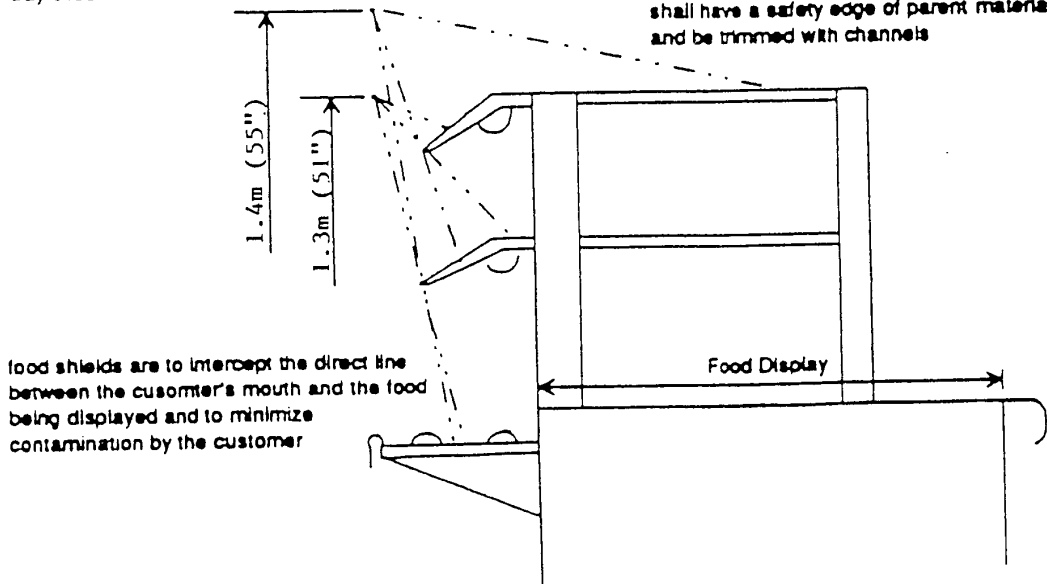 shall have a safety edge of parent materia
and be trimmed with channels
1.4m (55")
1.3m (51")
food shields are to intercept the direct line
between the cusomter's mouth and the food
being displayed and to minimize
contamination by the customer
Food Display